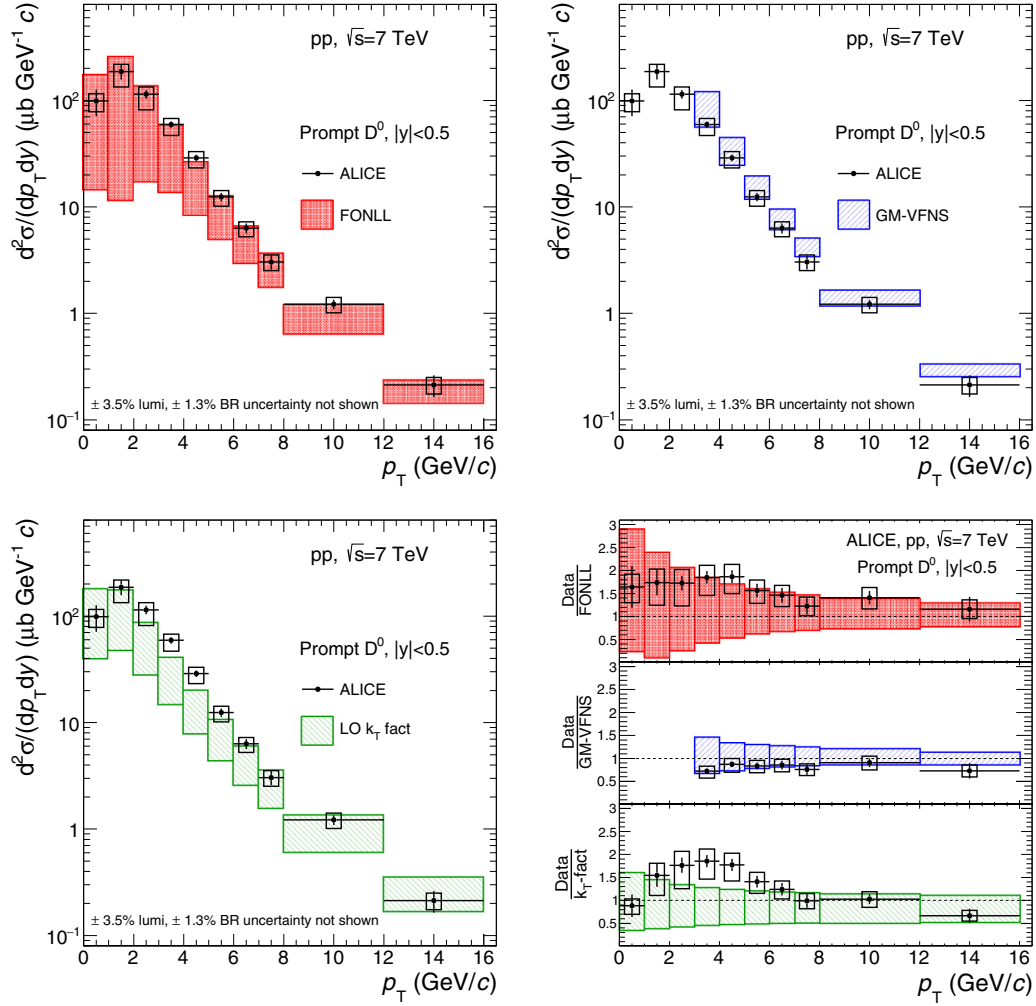 pp, √s=7 TeV
Prompt D⁰, |y|<0.5
ALICE
FONLL
± 3.5% lumi, ± 1.3% BR uncertainty not shown
d²σ/(dp_T dy) (μb GeV⁻¹ c)
10²
10
1
10⁻¹
0 2 4 6 8 10 12 14 16
p_T (GeV/c)
pp, √s=7 TeV
Prompt D⁰, |y|<0.5
ALICE
GM-VFNS
± 3.5% lumi, ± 1.3% BR uncertainty not shown
d²σ/(dp_T dy) (μb GeV⁻¹ c)
10²
10
1
10⁻¹
0 2 4 6 8 10 12 14 16
p_T (GeV/c)
pp, √s=7 TeV
Prompt D⁰, |y|<0.5
ALICE
LO k_T fact
± 3.5% lumi, ± 1.3% BR uncertainty not shown
d²σ/(dp_T dy) (μb GeV⁻¹ c)
10²
10
1
10⁻¹
0 2 4 6 8 10 12 14 16
p_T (GeV/c)
ALICE, pp, √s=7 TeV
Prompt D⁰, |y|<0.5
Data
FONLL
3
2.5
2
1.5
1
0.5
Data
GM-VFNS
3
2.5
2
1.5
1
0.5
Data
k_T-fact
3
2.5
2
1.5
1
0.5
0 2 4 6 8 10 12 14 16
p_T (GeV/c)